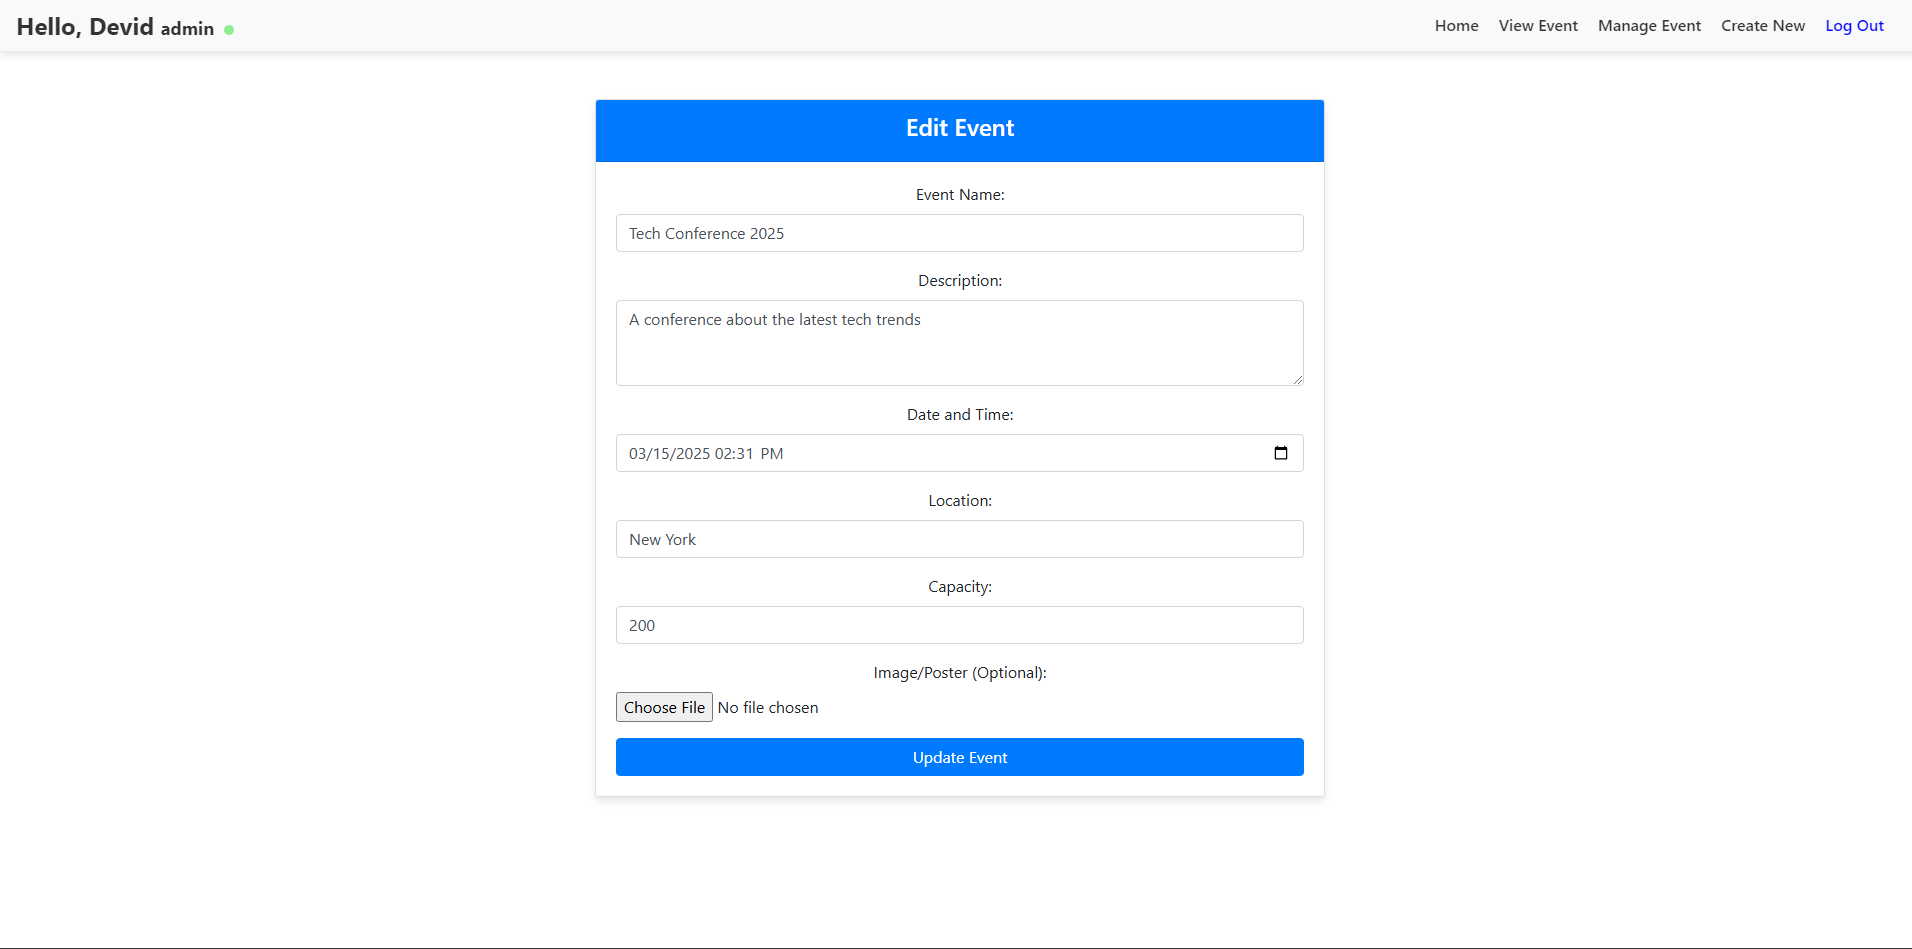 Hello, Devid admin
Home View Event Manage Event Create New Log Out
Edit Event
Event Name:
Tech Conference 2025
Description:
A conference about the latest tech trends
Date and Time:
03/15/2025 02:31 PM
Location:
New York
Capacity:
200
Image/Poster (Optional):
Choose File No file chosen
Update Event